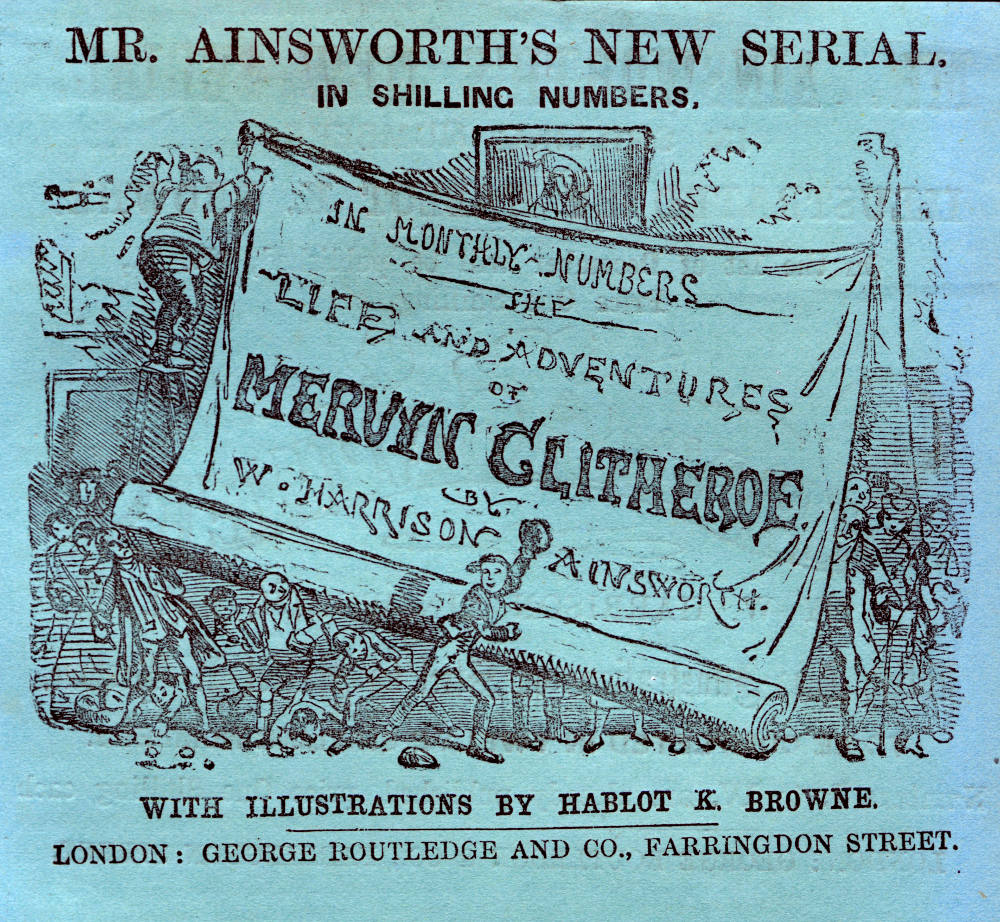 MR. AINSWORTH'S NEW SERIAL.
IN SHILLING NUMBERS,
IN MONTHLY NUMBERS
THE
LIFE AND ADVENTURES
OF
MERVYN CLITHEROE
BY
W. HARRISON AINSWORTH.
WITH ILLUSTRATIONS BY HABLOT K. BROWNE.
LONDON: GEORGE ROUTLEDGE AND CO., FARRINGDON STREET.